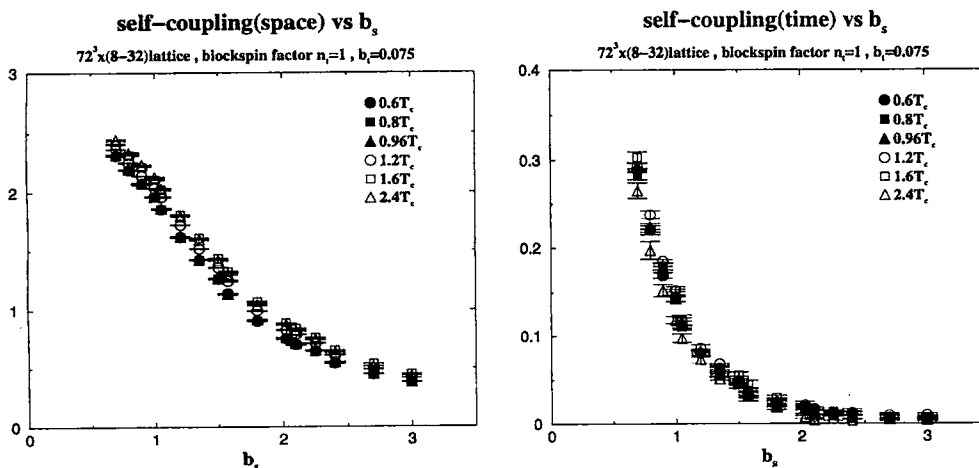 self−coupling(space) vs b_s
72³x(8−32)lattice , blockspin factor n_t=1 , b_t=0.075
3
2
1
0
0
1
2
3
b_s
0.6T_c
0.8T_c
0.96T_c
1.2T_c
1.6T_c
2.4T_c
self−coupling(time) vs b_s
72³x(8−32)lattice , blockspin factor n_t=1 , b_t=0.075
0.4
0.3
0.2
0.1
0
0
1
2
3
b_s
0.6T_c
0.8T_c
0.96T_c
1.2T_c
1.6T_c
2.4T_c